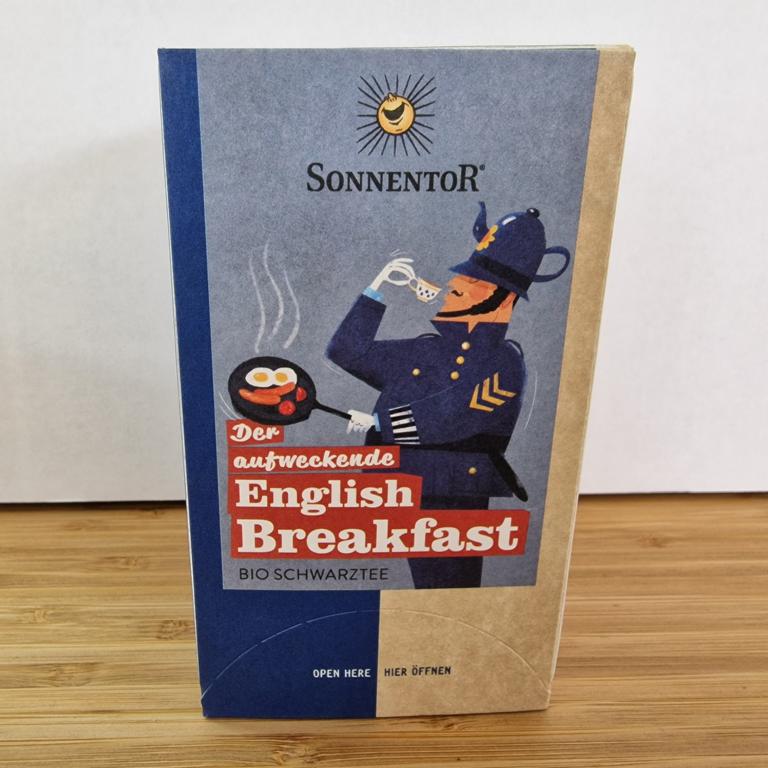 SONNENTOR®
Der
aufweckende
English
Breakfast
BIO SCHWARZTEE
OPEN HERE HIER ÖFFNEN